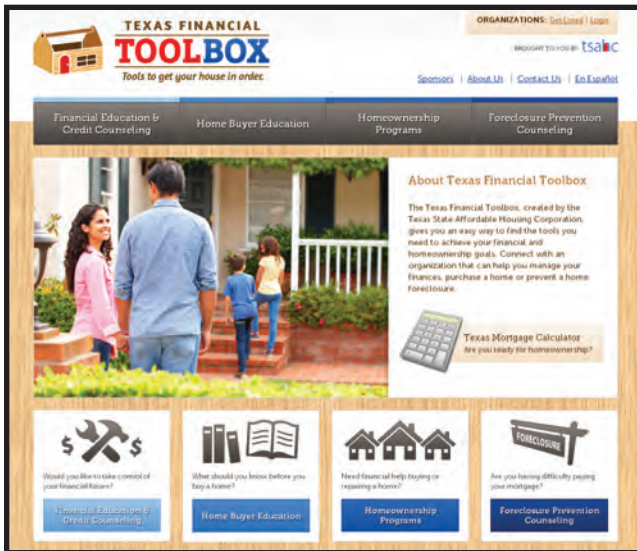 TEXAS FINANCIAL
TOOLBOX
Tools to get your house in order.
ORGANIZATIONS: Get Listed | Login
BROUGHT TO YOU BY tsahc
Sponsors | About Us | Contact Us | En Español
Financial Education &
Credit Counseling
Home Buyer Education
Homeownership
Programs
Foreclosure Prevention
Counseling
About Texas Financial Toolbox
The Texas Financial Toolbox, created by the
Texas State Affordable Housing Corporation,
gives you an easy way to find the tools you
need to achieve your financial and
homeownership goals. Connect with an
organization that can help you manage your
finances, purchase a home or prevent a home
foreclosure.
Texas Mortgage Calculator
Are you ready for homeownership?
$ $
Would you like to take control of
your financial future?
Financial Education &
Credit Counseling
What should you know before you
buy a home?
Home Buyer Education
Need financial help buying or
repairing a home?
Homeownership
Programs
FORECLOSURE
Are you having difficulty paying
your mortgage?
Foreclosure Prevention
Counseling